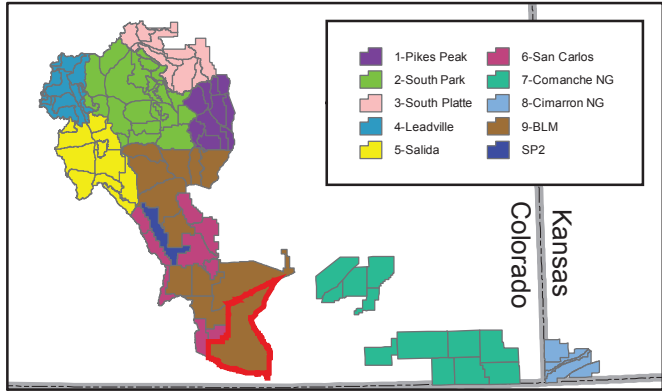 1-Pikes Peak
2-South Park
3-South Platte
4-Leadville
5-Salida
6-San Carlos
7-Comanche NG
8-Cimarron NG
9-BLM
SP2
Colorado
Kansas